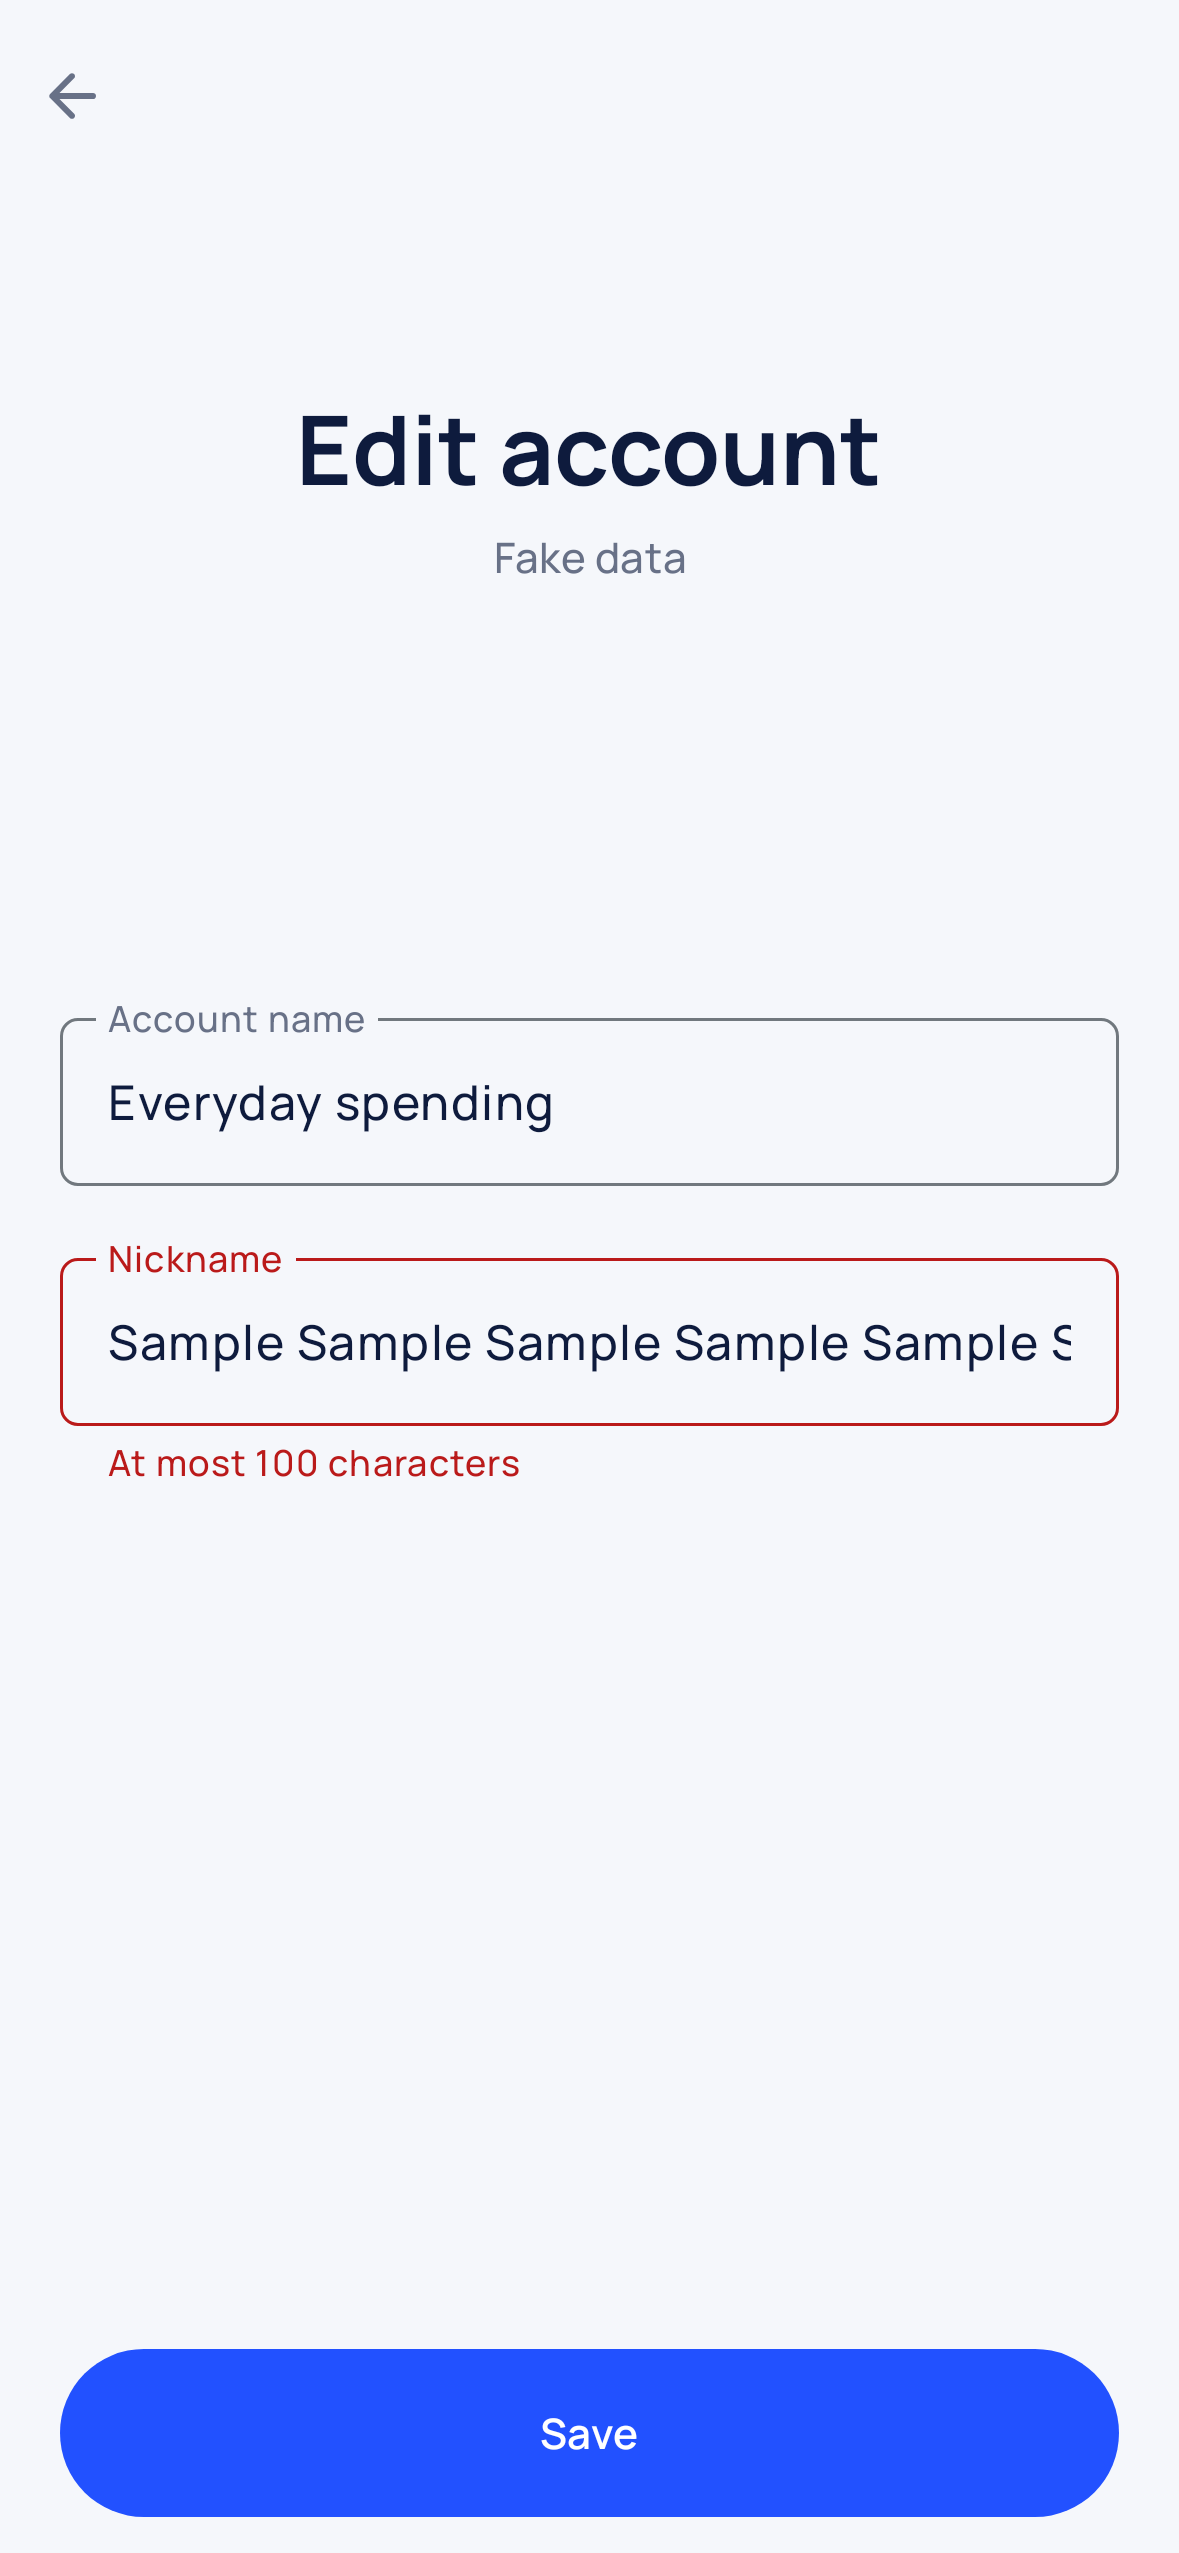 Edit account
Fake data
Account name
Everyday spending
Nickname
Sample Sample Sample Sample Sample S
At most 100 characters
Save